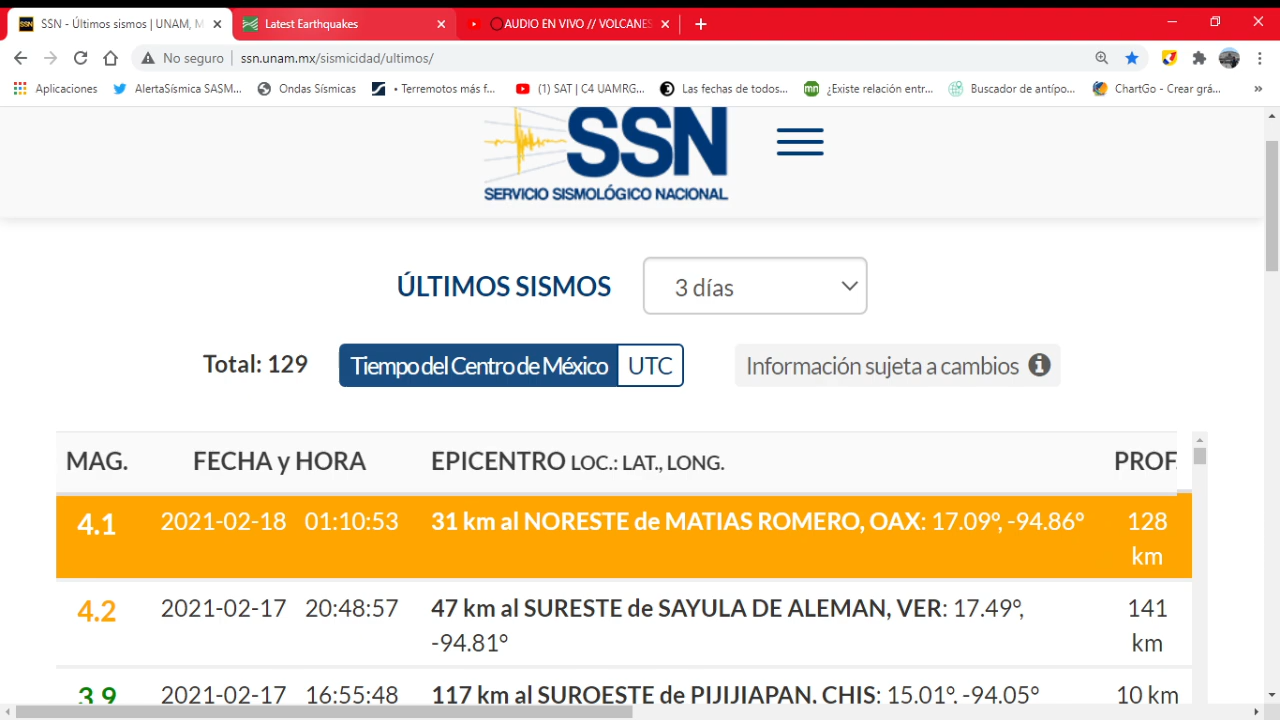 SSN - Últimos sismos | UNAM, M
Latest Earthquakes
AUDIO EN VIVO // VOLCANES
No seguro
ssn.unam.mx/sismicidad/ultimos/
Aplicaciones
AlertaSísmica SASM...
Ondas Sísmicas
• Terremotos más f...
(1) SAT | C4 UAMRG...
Las fechas de todos...
¿Existe relación entr...
Buscador de antípo...
ChartGo - Crear grá...
»
SSN
SERVICIO SISMOLÓGICO NACIONAL
ÚLTIMOS SISMOS
3 días
Total: 129
Tiempo del Centro de México
UTC
Información sujeta a cambios
MAG. FECHA y HORA EPICENTRO LOC.: LAT., LONG. PROF.
4.1 2021-02-18 01:10:53 31 km al NORESTE de MATIAS ROMERO, OAX: 17.09°, -94.86° 128
km
4.2 2021-02-17 20:48:57 47 km al SURESTE de SAYULA DE ALEMAN, VER: 17.49°, 141
-94.81° km
3.9 2021-02-17 16:55:48 117 km al SUROESTE de PIJIJIAPAN, CHIS: 15.01°, -94.05° 10 km